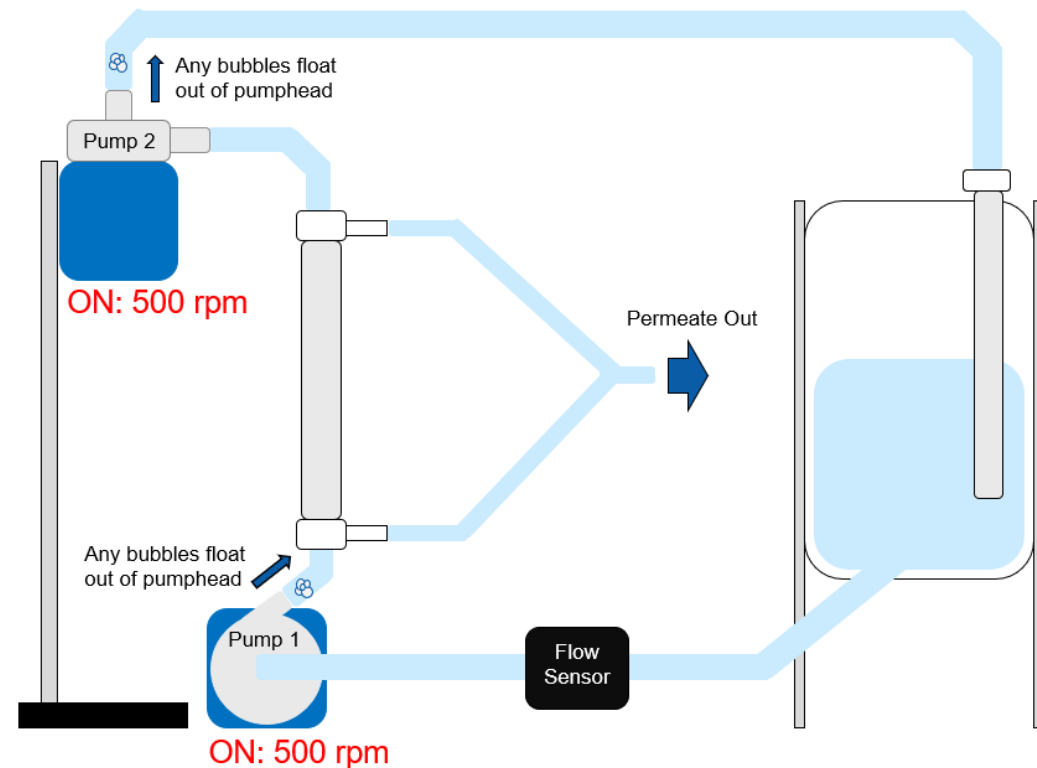 Any bubbles float
out of pumphead
Pump 2
ON: 500 rpm
Permeate Out
Any bubbles float
out of pumphead
Pump 1
Flow
Sensor
ON: 500 rpm